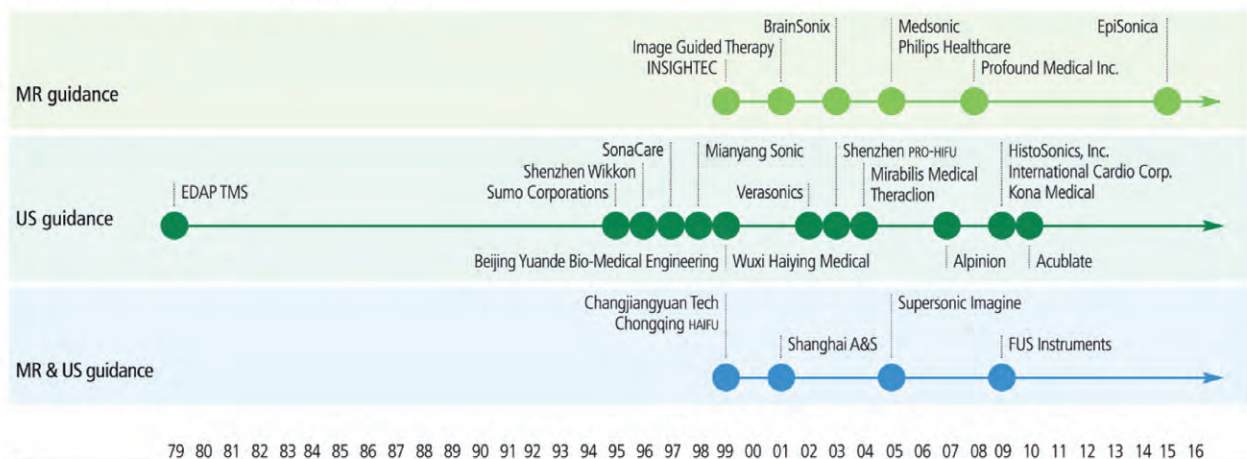 BrainSonix
Medsonic
EpiSonica
Image Guided Therapy
Philips Healthcare
INSIGHTEC
Profound Medical Inc.
MR guidance
SonaCare
Mianyang Sonic
Shenzhen PRO-HIFU
HistoSonics, Inc.
Shenzhen Wikkon
Mirabilis Medical
International Cardio Corp.
EDAP TMS
Sumo Corporations
Verasonics
Theraclion
Kona Medical
US guidance
Beijing Yuande Bio-Medical Engineering
Wuxi Haiying Medical
Alpinion
Acublate
Changjiangyuan Tech
Supersonic Imagine
Chongqing HAIFU
Shanghai A&S
FUS Instruments
MR & US guidance
79 80 81 82 83 84 85 86 87 89 90 91 92 93 94 95 96 97 98 99 00 01 02 03 04 05 06 07 08 09 10 11 12 13 14 15 16